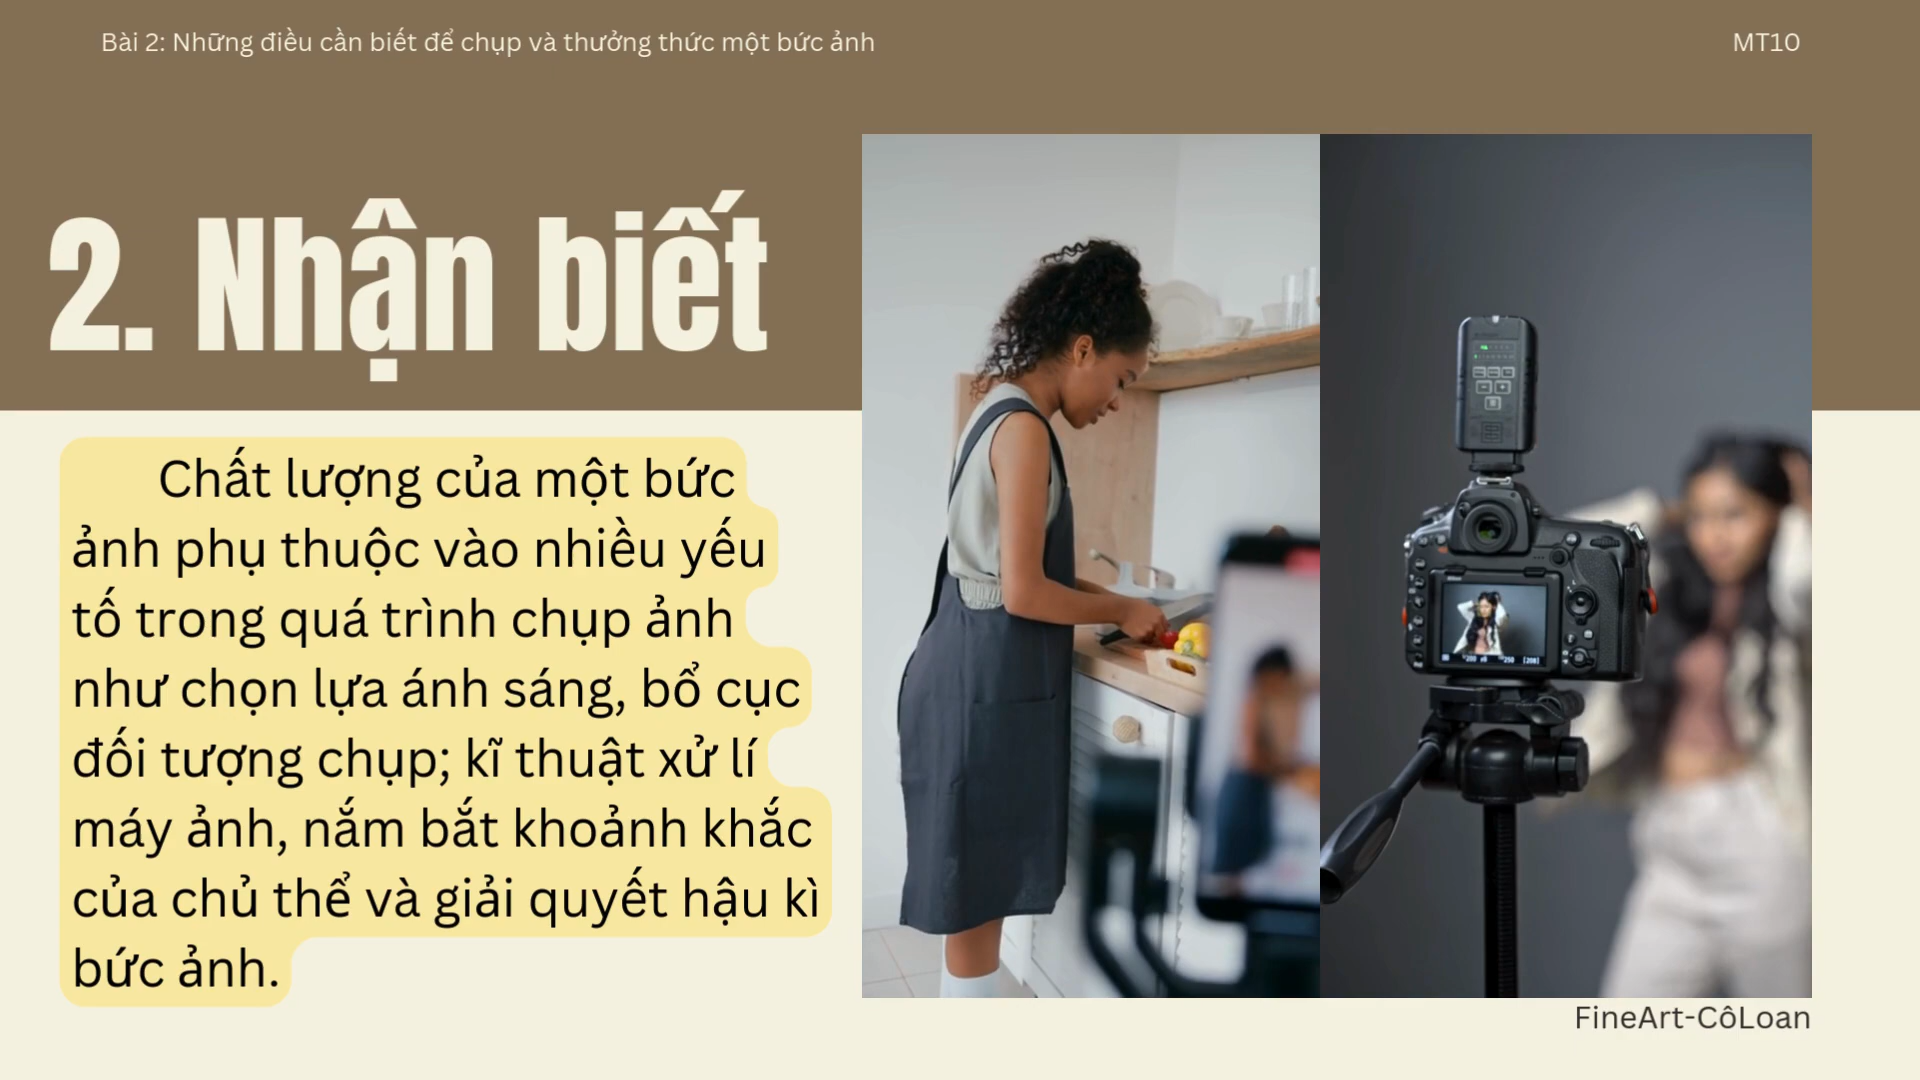 Bài 2: Những điều cần biết để chụp và thưởng thức một bức ảnh
MT10
2. Nhận biết
Chất lượng của một bức
ảnh phụ thuộc vào nhiều yếu
tố trong quá trình chụp ảnh
như chọn lựa ánh sáng, bổ cục
đối tượng chụp; kĩ thuật xử lí
máy ảnh, nắm bắt khoảnh khắc
của chủ thể và giải quyết hậu kì
bức ảnh.
FineArt-CôLoan